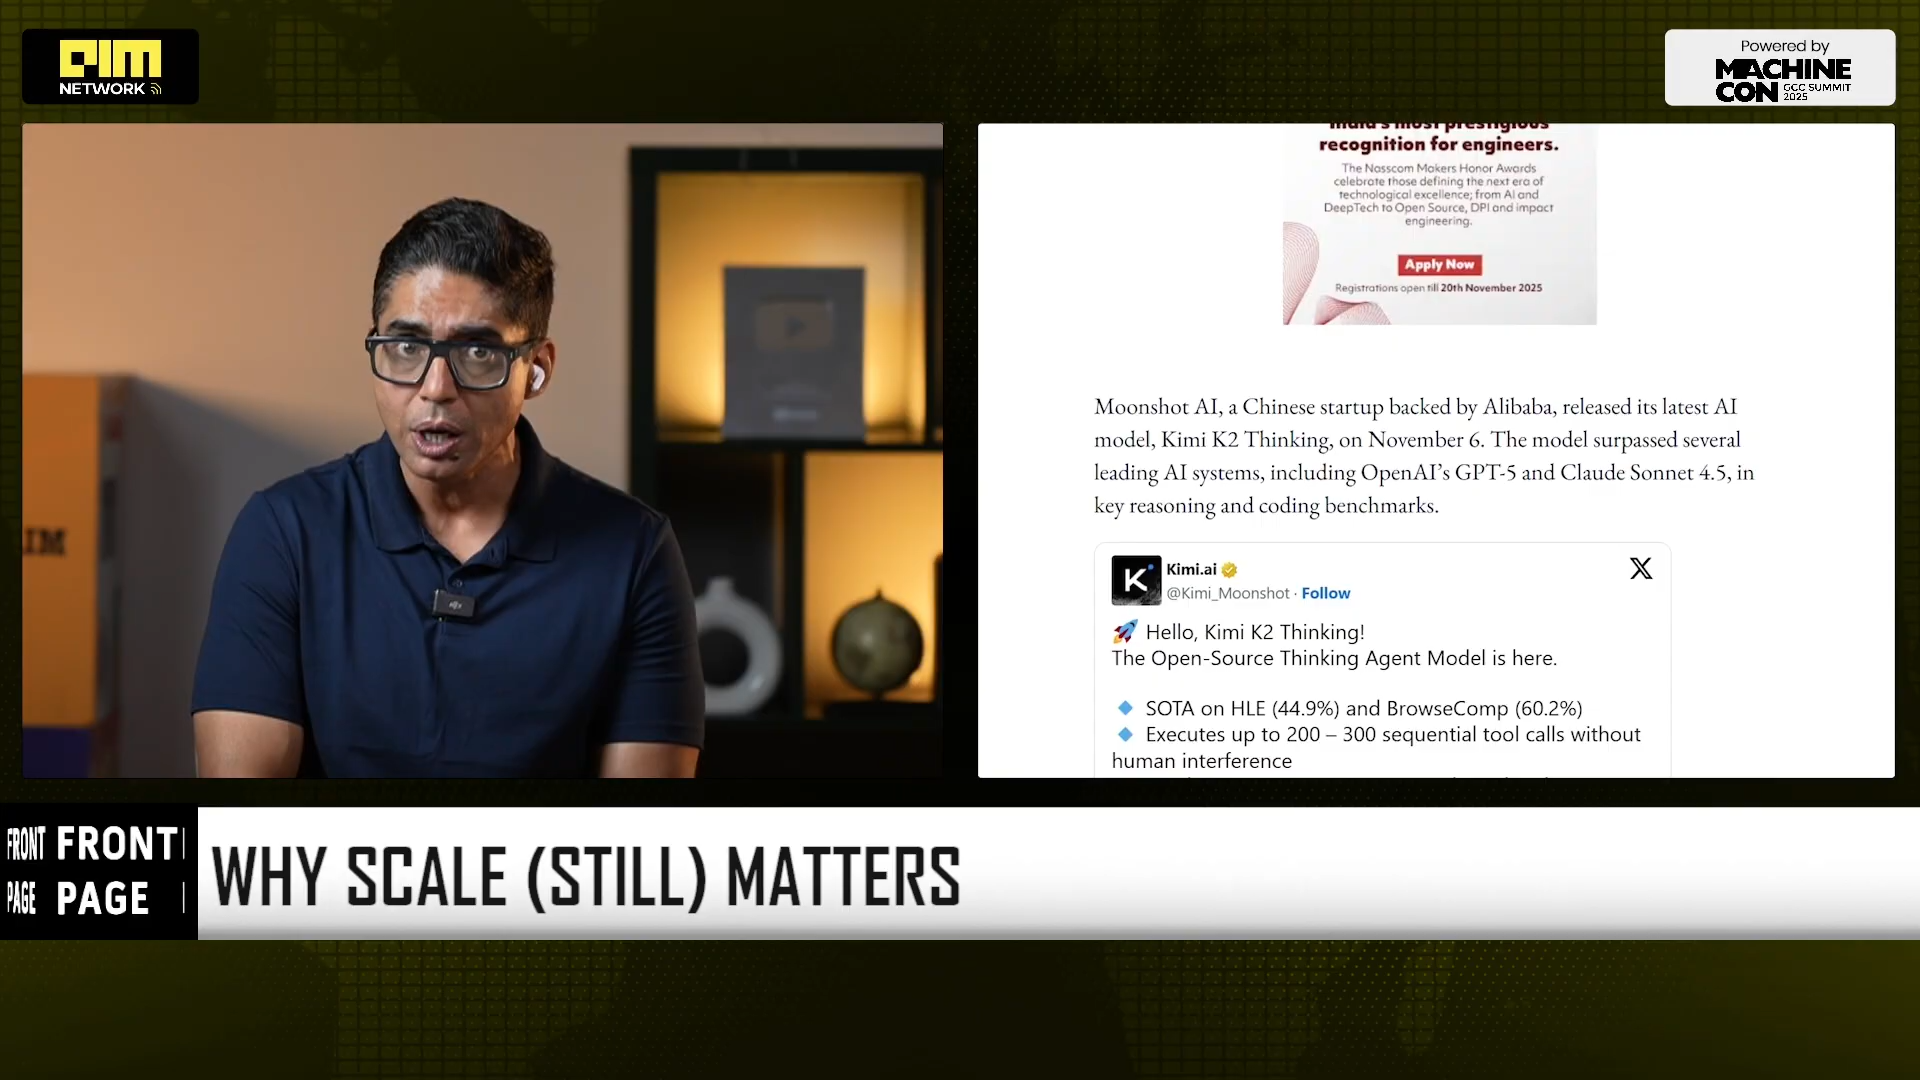 AIM
NETWORK
Powered by
MACHINE
CON GCC SUMMIT
2025
India's most prestigious
recognition for engineers.
The Nasscom Makers Honor Awards
celebrate those defining the next era of
technological excellence; from AI and
DeepTech to Open Source, DPI and impact
engineering.
Apply Now
Registrations open till 20th November 2025
Moonshot AI, a Chinese startup backed by Alibaba, released its latest AI
model, Kimi K2 Thinking, on November 6. The model surpassed several
leading AI systems, including OpenAI's GPT-5 and Claude Sonnet 4.5, in
key reasoning and coding benchmarks.
K
Kimi.ai
@Kimi_Moonshot · Follow
🚀 Hello, Kimi K2 Thinking!
The Open-Source Thinking Agent Model is here.
🔹 SOTA on HLE (44.9%) and BrowseComp (60.2%)
🔹 Executes up to 200 – 300 sequential tool calls without
human interference
FRONT FRONT
PAGE PAGE
WHY SCALE (STILL) MATTERS